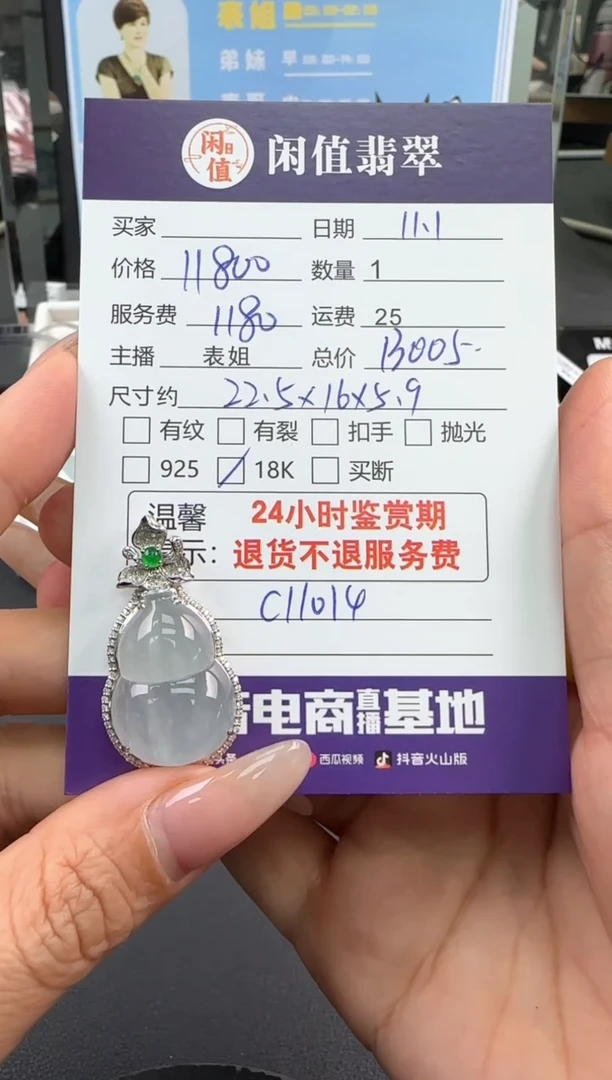 表姐
弟妹 早
闲值 闲值翡翠
买家 日期 11.1
价格 11800 数量 1
服务费 1180 运费 25
主播 表姐 总价 13005.
尺寸约 22.5×16×5.9
有纹 有裂 扣手 抛光
925 18K 买断
温馨 24小时鉴赏期
示: 退货不退服务费
C11014
电商直播基地
西瓜视频 抖音火山版